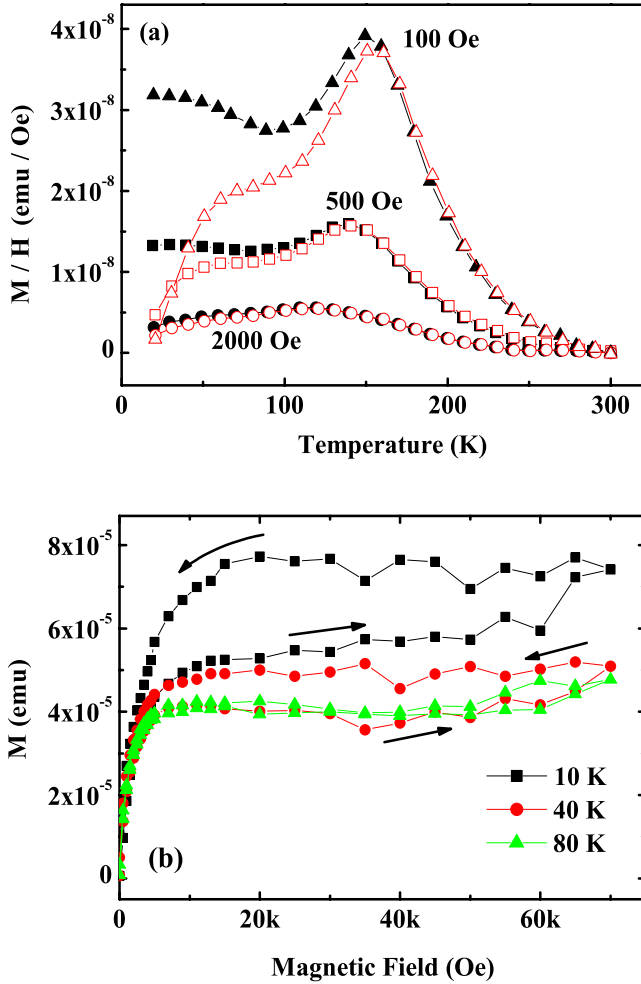 (a)
100 Oe
500 Oe
2000 Oe
4x10⁻⁸
3x10⁻⁸
2x10⁻⁸
1x10⁻⁸
0
M / H (emu / Oe)
0 100 200 300
Temperature (K)
8x10⁻⁵
6x10⁻⁵
4x10⁻⁵
2x10⁻⁵
0
M (emu)
10 K
40 K
80 K
(b)
0 20k 40k 60k
Magnetic Field (Oe)